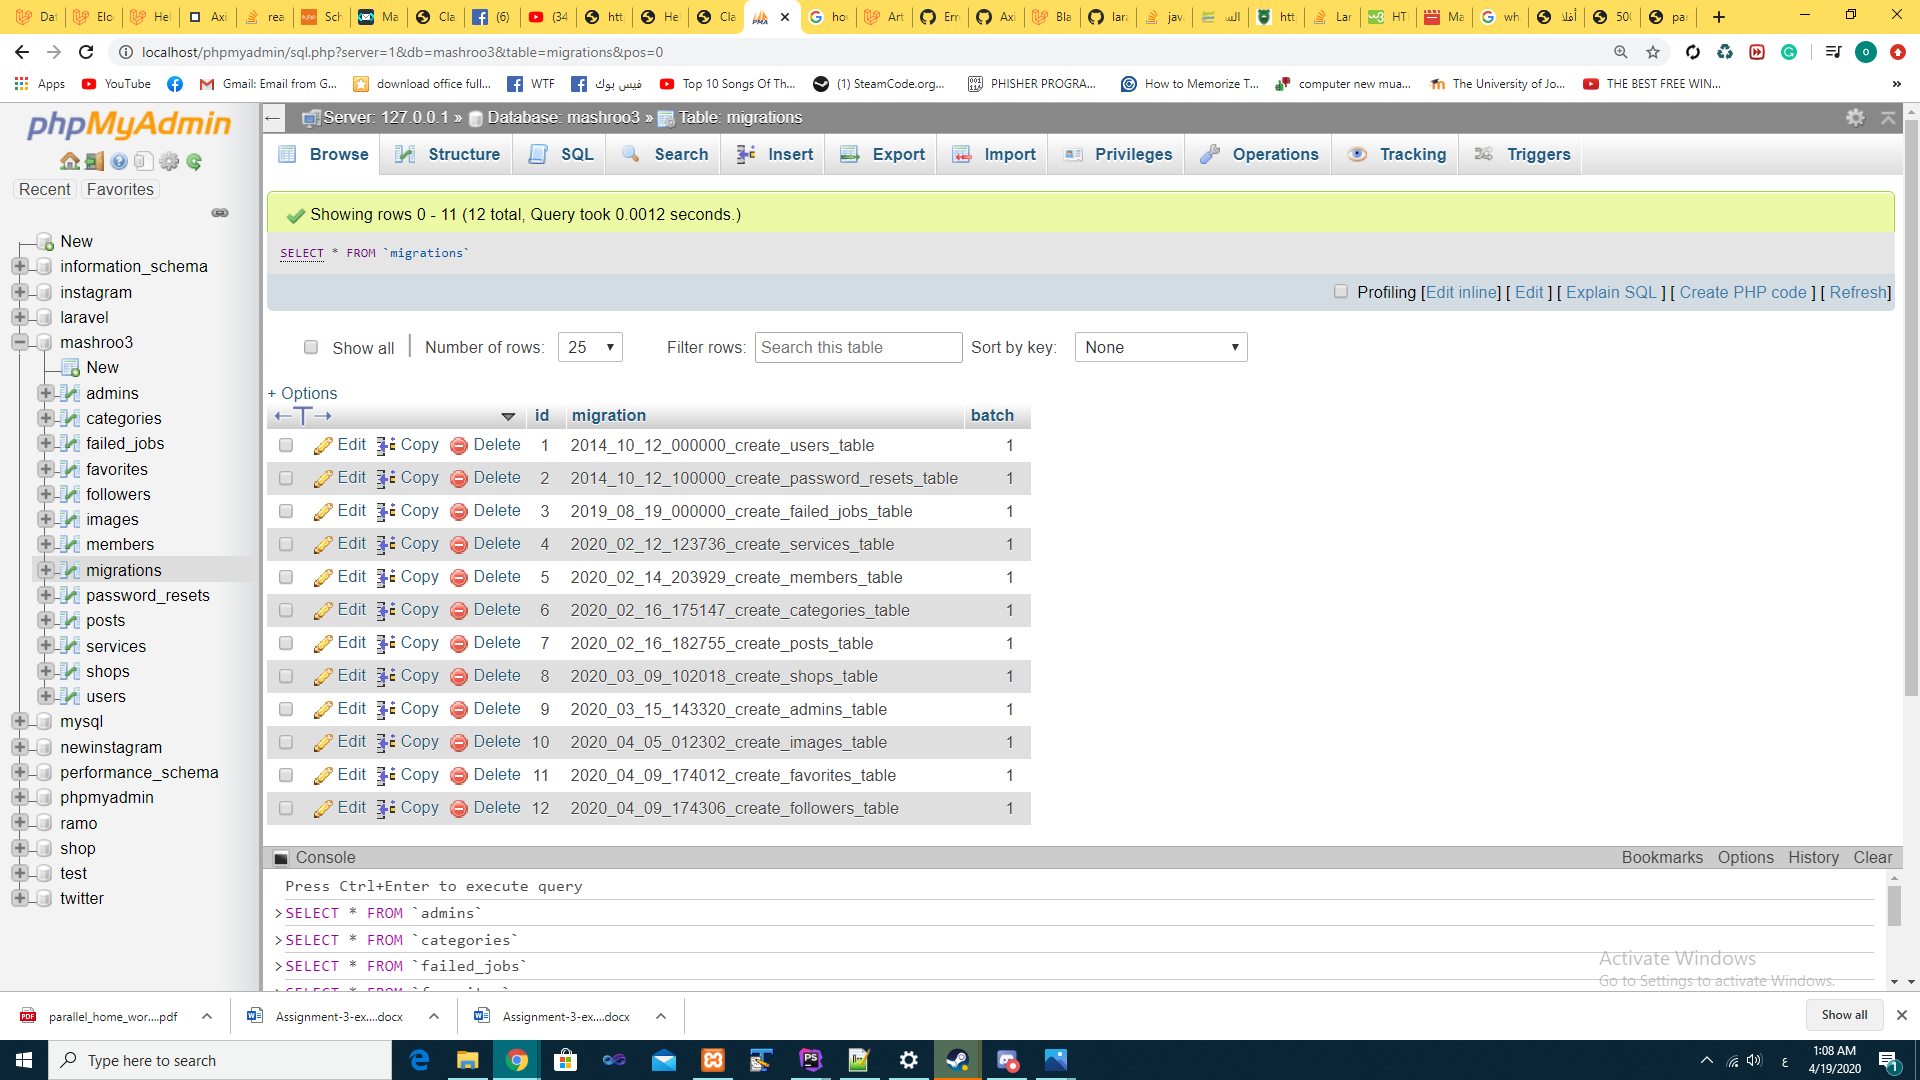 Dat
Elo
Hel
Axi
rea
Sch
Ma
Cla
(6)
(34
htt
He
Cla
hov
Art
Erro
Axi
Bla
lara
java
الس
htt
Lar
HT
Ma
wh
أفلا
500
par
localhost/phpmyadmin/sql.php?server=1&db=mashroo3&table=migrations&pos=0
Apps YouTube Gmail: Email from G... download office full... WTF فيس بوك Top 10 Songs Of Th... (1) SteamCode.org... PHISHER PROGRA... How to Memorize T... computer new mua... The University of Jo... THE BEST FREE WIN... »
phpMyAdmin
Recent Favorites
New
information_schema
instagram
laravel
mashroo3
New
admins
categories
failed_jobs
favorites
followers
images
members
migrations
password_resets
posts
services
shops
users
mysql
newinstagram
performance_schema
phpmyadmin
ramo
shop
test
twitter
Server: 127.0.0.1 » Database: mashroo3 » Table: migrations
Browse Structure SQL Search Insert Export Import Privileges Operations Tracking Triggers
Showing rows 0 - 11 (12 total, Query took 0.0012 seconds.)
SELECT * FROM `migrations`
Profiling [Edit inline] [ Edit ] [ Explain SQL ] [ Create PHP code ] [ Refresh]
Show all Number of rows: 25 Filter rows: Search this table Sort by key: None
+ Options
←T→ id migration batch
Edit Copy Delete 1 2014_10_12_000000_create_users_table 1
Edit Copy Delete 2 2014_10_12_100000_create_password_resets_table 1
Edit Copy Delete 3 2019_08_19_000000_create_failed_jobs_table 1
Edit Copy Delete 4 2020_02_12_123736_create_services_table 1
Edit Copy Delete 5 2020_02_14_203929_create_members_table 1
Edit Copy Delete 6 2020_02_16_175147_create_categories_table 1
Edit Copy Delete 7 2020_02_16_182755_create_posts_table 1
Edit Copy Delete 8 2020_03_09_102018_create_shops_table 1
Edit Copy Delete 9 2020_03_15_143320_create_admins_table 1
Edit Copy Delete 10 2020_04_05_012302_create_images_table 1
Edit Copy Delete 11 2020_04_09_174012_create_favorites_table 1
Edit Copy Delete 12 2020_04_09_174306_create_followers_table 1
Console Bookmarks Options History Clear
Press Ctrl+Enter to execute query
>SELECT * FROM `admins`
>SELECT * FROM `categories`
>SELECT * FROM `failed_jobs`
Activate Windows
Go to Settings to activate Windows.
parallel_home_wor....pdf Assignment-3-ex....docx Assignment-3-ex....docx Show all
Type here to search
ع
1:08 AM
4/19/2020
1